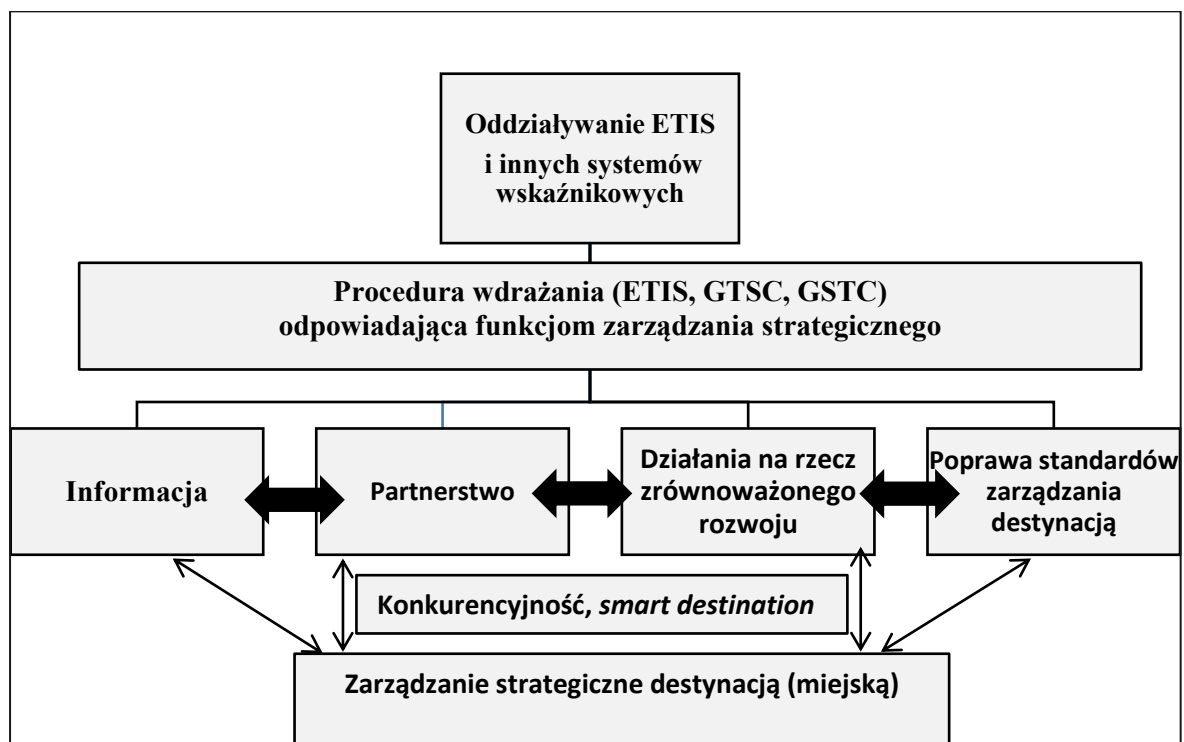 Oddziaływanie ETIS
i innych systemów
wskaźnikowych
Procedura wdrażania (ETIS, GTSC, GSTC)
odpowiadająca funkcjom zarządzania strategicznego
Informacja
Partnerstwo
Działania na rzecz
zrównoważonego
rozwoju
Poprawa standardów
zarządzania
destynacją
Konkurencyjność, smart destination
Zarządzanie strategiczne destynacją (miejską)